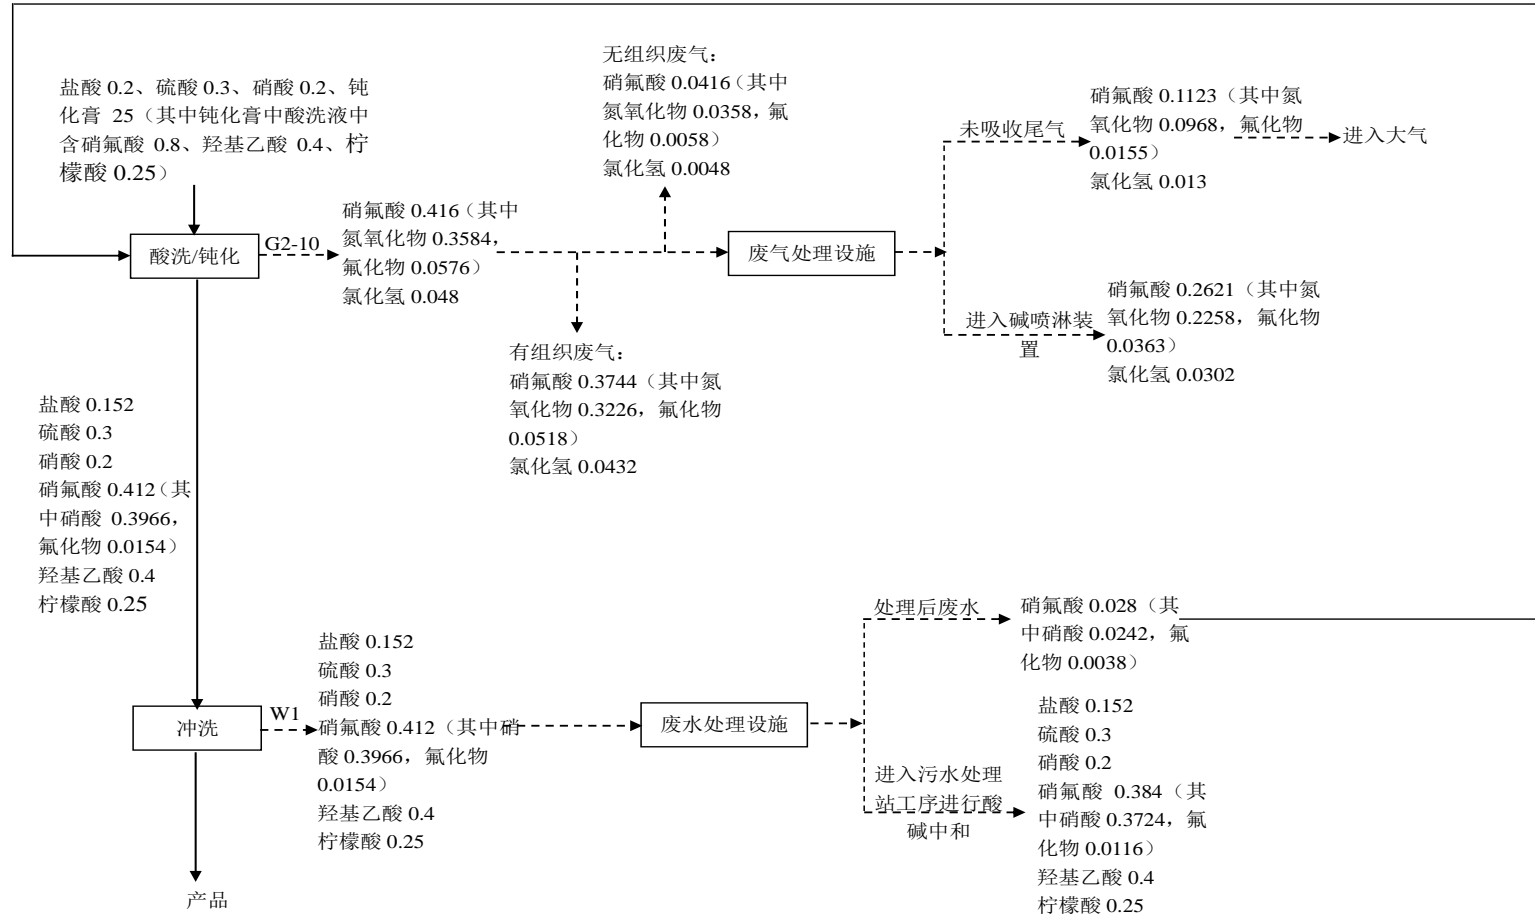 盐酸 0.2、硫酸 0.3、硝酸 0.2、钝
化膏 25（其中钝化膏中酸洗液中
含硝氟酸 0.8、羟基乙酸 0.4、柠
檬酸 0.25）
酸洗/钝化
G2-10
硝氟酸 0.416（其中
氮氧化物 0.3584，
氟化物 0.0576）
氯化氢 0.048
无组织废气：
硝氟酸 0.0416（其中
氮氧化物 0.0358，氟
化物 0.0058）
氯化氢 0.0048
有组织废气：
硝氟酸 0.3744（其中氮
氧化物 0.3226，氟化物
0.0518）
氯化氢 0.0432
废气处理设施
未吸收尾气
硝氟酸 0.1123（其中氮
氧化物 0.0968，氟化物
0.0155）
氯化氢 0.013
进入大气
进入碱喷淋装
置
硝氟酸 0.2621（其中氮
氧化物 0.2258，氟化物
0.0363）
氯化氢 0.0302
盐酸 0.152
硫酸 0.3
硝酸 0.2
硝氟酸 0.412（其
中硝酸 0.3966，
氟化物 0.0154）
羟基乙酸 0.4
柠檬酸 0.25
冲洗
W1
盐酸 0.152
硫酸 0.3
硝酸 0.2
硝氟酸 0.412（其中硝
酸 0.3966，氟化物
0.0154）
羟基乙酸 0.4
柠檬酸 0.25
废水处理设施
处理后废水
硝氟酸 0.028（其
中硝酸 0.0242，氟
化物 0.0038）
进入污水处理
站工序进行酸
碱中和
盐酸 0.152
硫酸 0.3
硝酸 0.2
硝氟酸 0.384（其
中硝酸 0.3724，氟
化物 0.0116）
羟基乙酸 0.4
柠檬酸 0.25
产品